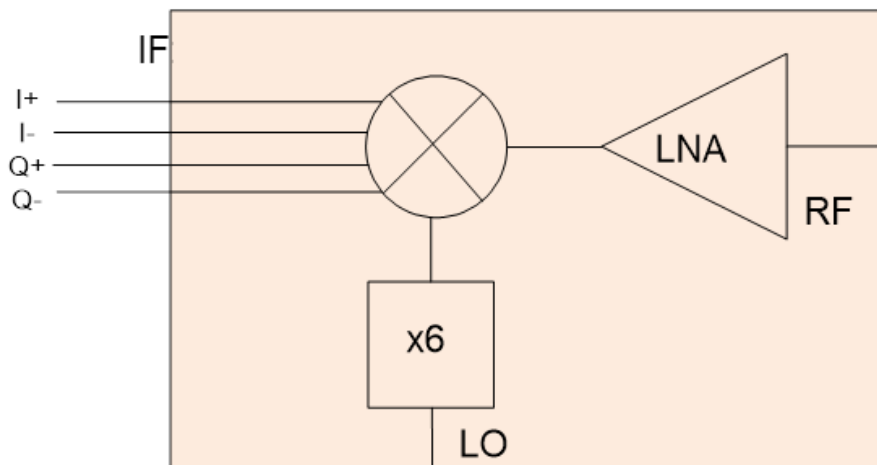 IF
I+
I-
Q+
Q-
LNA
RF
x6
LO